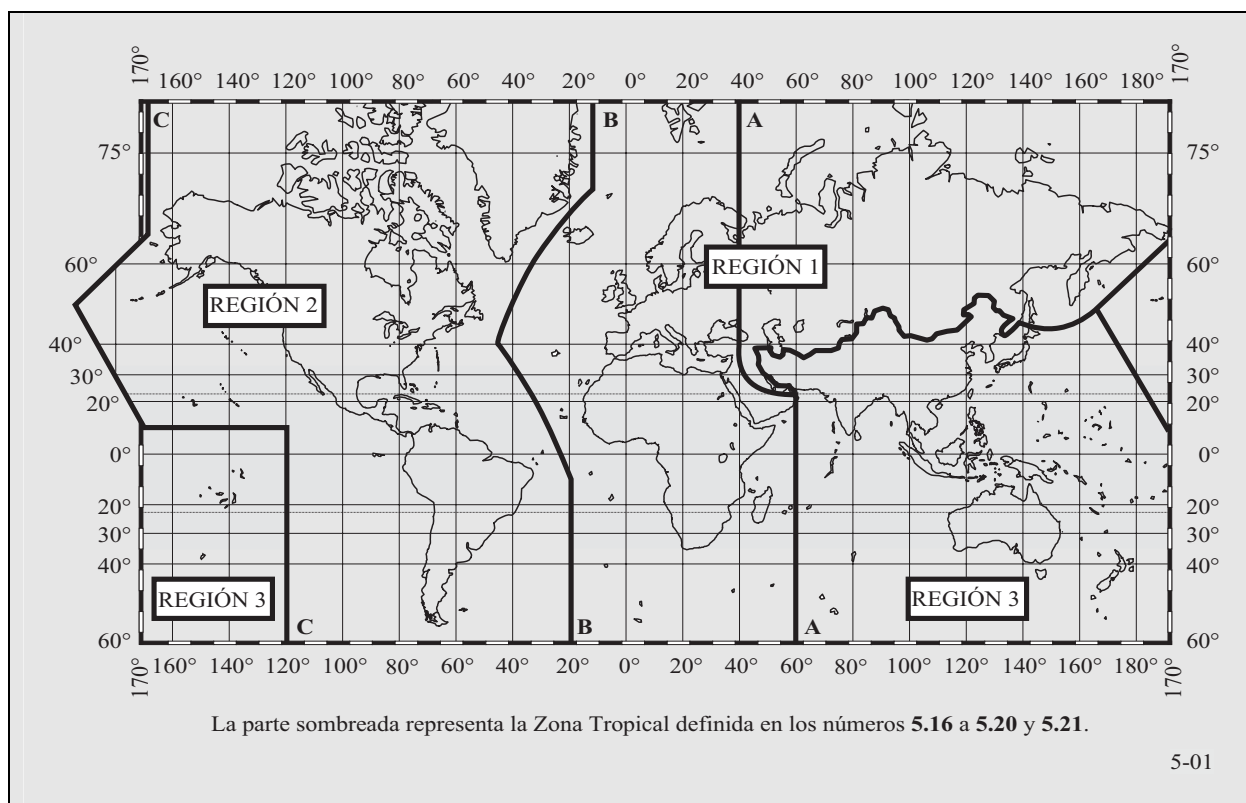 170° 160° 140° 120° 100° 80° 60° 40° 20° 0° 20° 40° 60° 80° 100° 120° 140° 160° 180° 170°
C B A
75° 75°
60° 60°
REGIÓN 1
REGIÓN 2
40° 40°
30° 30°
20° 20°
0° 0°
20° 20°
30° 30°
40° 40°
REGIÓN 3 REGIÓN 3
C B A
60° 60°
170° 160° 140° 120° 100° 80° 60° 40° 20° 0° 20° 40° 60° 80° 100° 120° 140° 160° 180° 170°
La parte sombreada representa la Zona Tropical definida en los números 5.16 a 5.20 y 5.21.
5-01